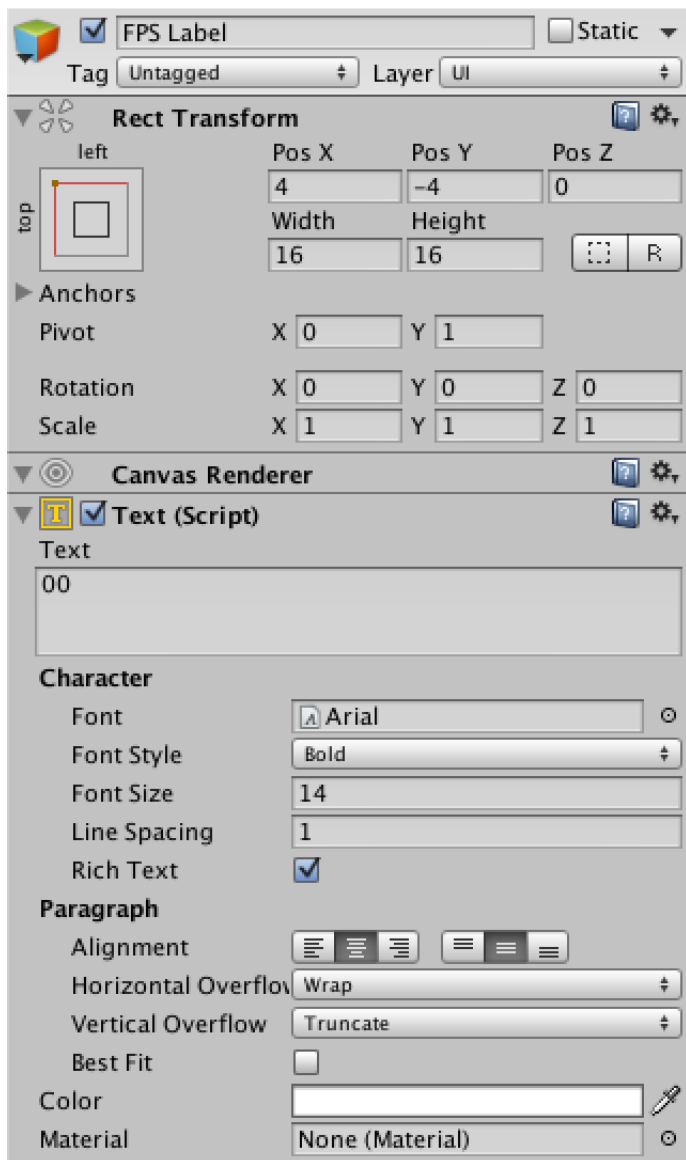 FPS Label Static
Tag Untagged Layer UI
Rect Transform
left Pos X Pos Y Pos Z
top 4 -4 0
Width Height
16 16 R
Anchors
Pivot X 0 Y 1
Rotation X 0 Y 0 Z 0
Scale X 1 Y 1 Z 1
Canvas Renderer
T Text (Script)
Text
00
Character
Font Arial
Font Style Bold
Font Size 14
Line Spacing 1
Rich Text
Paragraph
Alignment
Horizontal Overflow Wrap
Vertical Overflow Truncate
Best Fit
Color
Material None (Material)